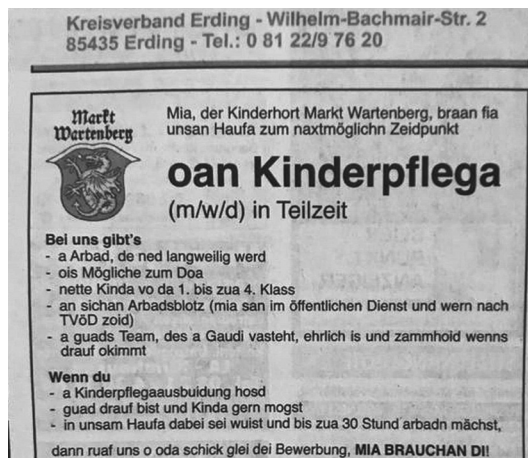 Kreisverband Erding - Wilhelm-Bachmair-Str. 2
85435 Erding - Tel.: 0 81 22/9 76 20
Markt
Wartenberg
Mia, der Kinderhort Markt Wartenberg, braan fia
unsan Haufa zum naxtmöglichn Zeidpunkt
oan Kinderpflega
(m/w/d) in Teilzeit
Bei uns gibt's
- a Arbad, de ned langweilig werd
- ois Mögliche zum Doa
- nette Kinda vo da 1. bis zua 4. Klass
- an sichan Arbadsblotz (mia san im öffentlichen Dienst und wern nach
TVöD zoid)
- a guads Team, des a Gaudi vasteht, ehrlich is und zammhoid wenns
drauf okimmt
Wenn du
- a Kinderpflegaausbuidung hosd
- guad drauf bist und Kinda gern mogst
- in unsam Haufa dabei sei wuist und bis zua 30 Stund arbadn mächst,
dann ruaf uns o oda schick glei dei Bewerbung, MIA BRAUCHAN DI!